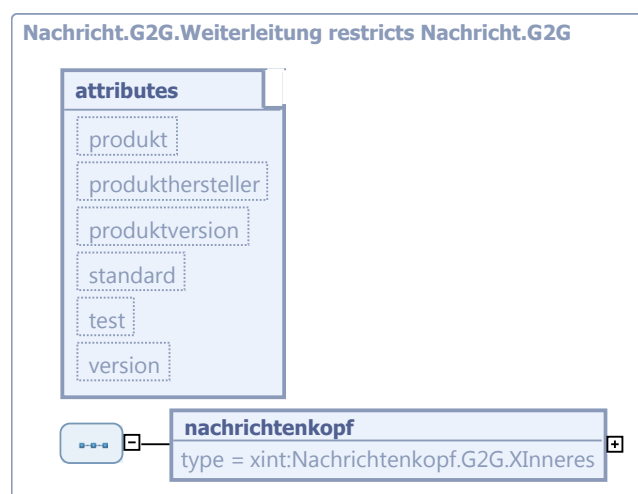 Nachricht.G2G.Weiterleitung restricts Nachricht.G2G
attributes
produkt
produkthersteller
produktversion
standard
test
version
nachrichtenkopf
type = xint:Nachrichtenkopf.G2G.XInneres